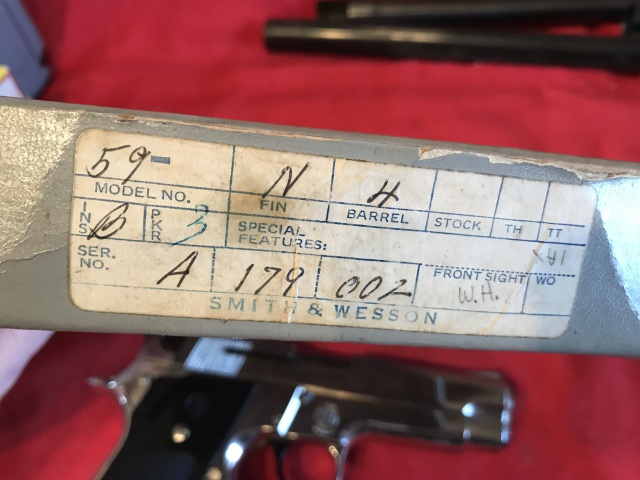 59-
MODEL NO.
N
FIN
4
BARREL
STOCK
TH
TT
INS
B
PKR
3
SPECIAL
FEATURES:
SER.
NO.
A 179 002
FRONT SIGHT
W.H.
WO
SMITH & WESSON